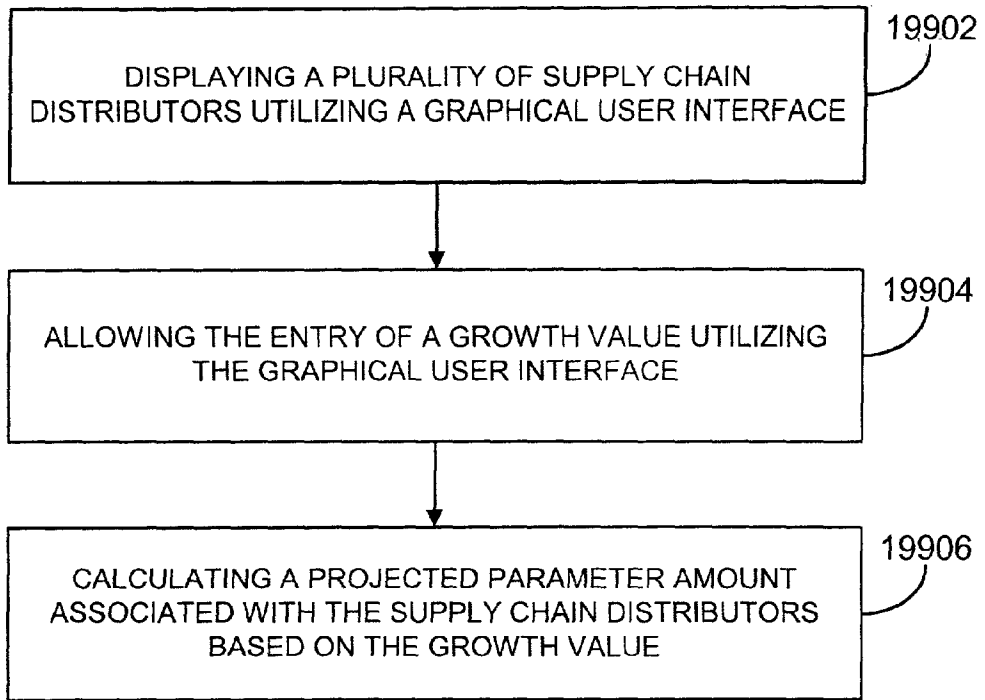 19902
DISPLAYING A PLURALITY OF SUPPLY CHAIN
DISTRIBUTORS UTILIZING A GRAPHICAL USER INTERFACE
19904
ALLOWING THE ENTRY OF A GROWTH VALUE UTILIZING
THE GRAPHICAL USER INTERFACE
19906
CALCULATING A PROJECTED PARAMETER AMOUNT
ASSOCIATED WITH THE SUPPLY CHAIN DISTRIBUTORS
BASED ON THE GROWTH VALUE